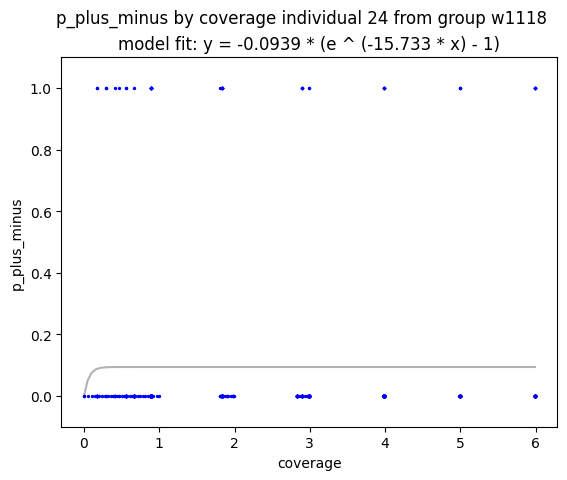 p_plus_minus by coverage individual 24 from group w1118
model fit: y = -0.0939 * (e ^ (-15.733 * x) - 1)
1.0
0.8
0.6
0.4
0.2
0.0
p_plus_minus
0 1 2 3 4 5 6
coverage